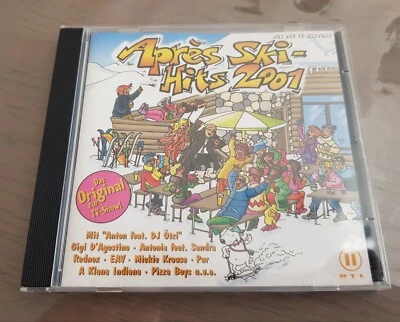 Après Ski-
Hits 2001
Das
Original
zur
TV-Show!
Mit "Anton feat. DJ Ötzi"
Gigi D'Agostino · Antonia feat. Sandra
Rednex · EAV · Mickie Krause · Pur
A Klana Indiana · Pizza Boys u.v.a.
RTL